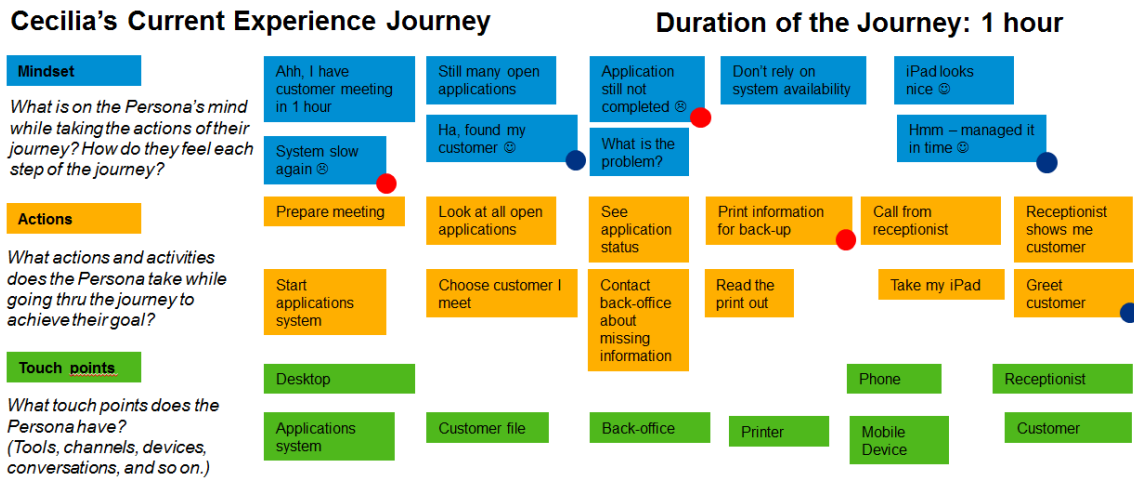 Cecilia’s Current Experience Journey
Duration of the Journey: 1 hour
Mindset
What is on the Persona’s mind
while taking the actions of their
journey? How do they feel each
step of the journey?
Ahh, I have
customer meeting
in 1 hour
System slow
again ☹
Still many open
applications
Ha, found my
customer ☺
Application
still not
completed ☹
What is the
problem?
Don’t rely on
system availability
iPad looks
nice ☺
Hmm – managed it
in time ☺
Actions
What actions and activities
does the Persona take while
going thru the journey to
achieve their goal?
Prepare meeting
Start
applications
system
Look at all open
applications
Choose customer I
meet
See
application
status
Contact
back-office
about
missing
information
Print information
for back-up
Read the
print out
Call from
receptionist
Take my iPad
Receptionist
shows me
customer
Greet
customer
Touch points
What touch points does the
Persona have?
(Tools, channels, devices,
conversations, and so on.)
Desktop
Applications
system
Customer file
Back-office
Printer
Phone
Mobile
Device
Receptionist
Customer